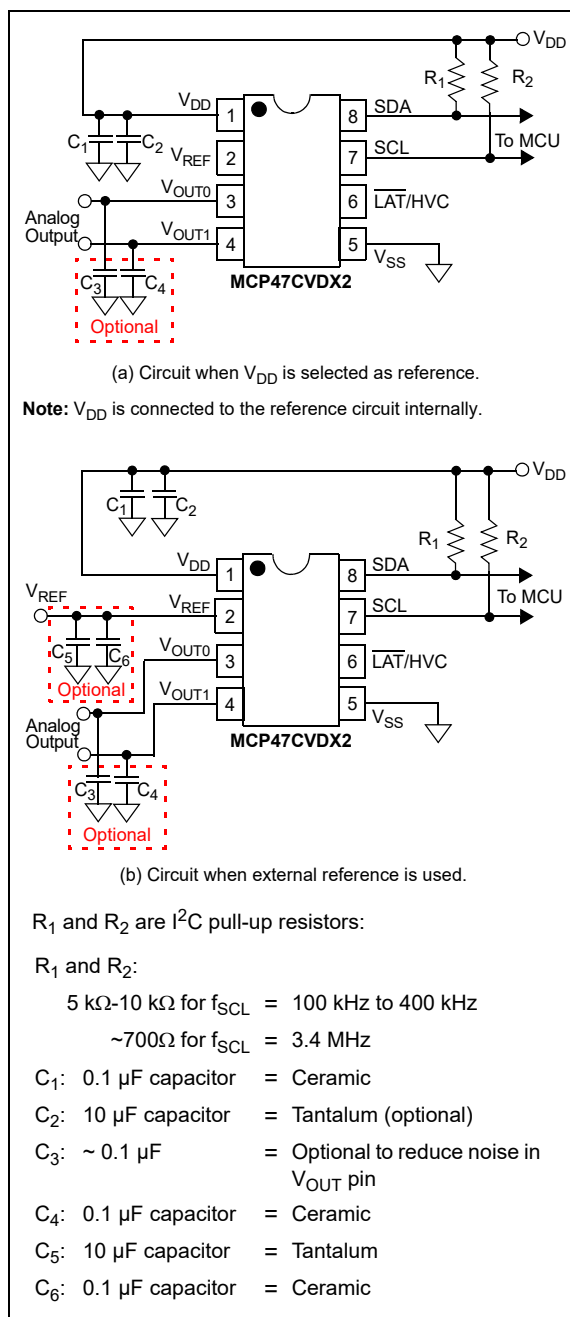 VDD
R1 R2
VDD 1 8 SDA
C1 C2
To MCU
VREF 2 7 SCL
VOUT0 3 6 LAT/HVC
Analog
Output
VOUT1 4 5 VSS
C3 C4
MCP47CVDX2
Optional
(a) Circuit when VDD is selected as reference.
Note: VDD is connected to the reference circuit internally.
VDD
C1 C2
R1 R2
VDD 1 8 SDA
VREF
To MCU
VREF 2 7 SCL
C5 C6
VOUT0 3 6 LAT/HVC
Optional
VOUT1 4 5 VSS
Analog
Output
MCP47CVDX2
C3 C4
Optional
(b) Circuit when external reference is used.
R1 and R2 are I2C pull-up resistors:
R1 and R2:
5 kΩ-10 kΩ for fSCL = 100 kHz to 400 kHz
~700Ω for fSCL = 3.4 MHz
C1: 0.1 µF capacitor = Ceramic
C2: 10 µF capacitor = Tantalum (optional)
C3: ~ 0.1 µF = Optional to reduce noise in
VOUT pin
C4: 0.1 µF capacitor = Ceramic
C5: 10 µF capacitor = Tantalum
C6: 0.1 µF capacitor = Ceramic